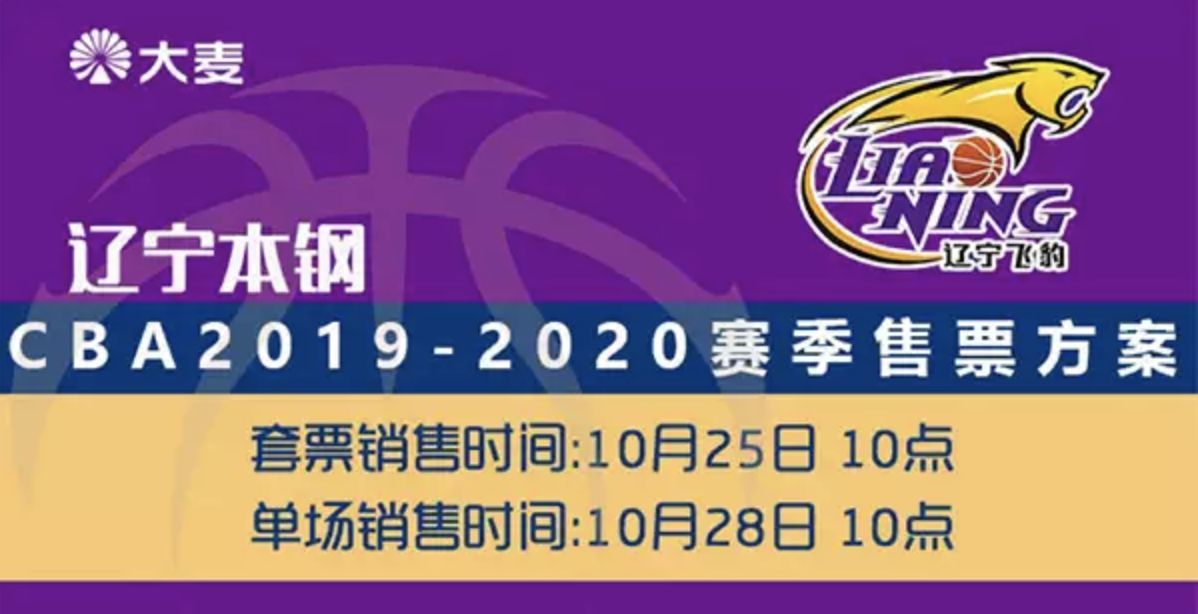 大麦
LIAO
NING
辽宁飞豹
辽宁本钢
CBA2019-2020赛季售票方案
套票销售时间:10月25日 10点
单场销售时间:10月28日 10点